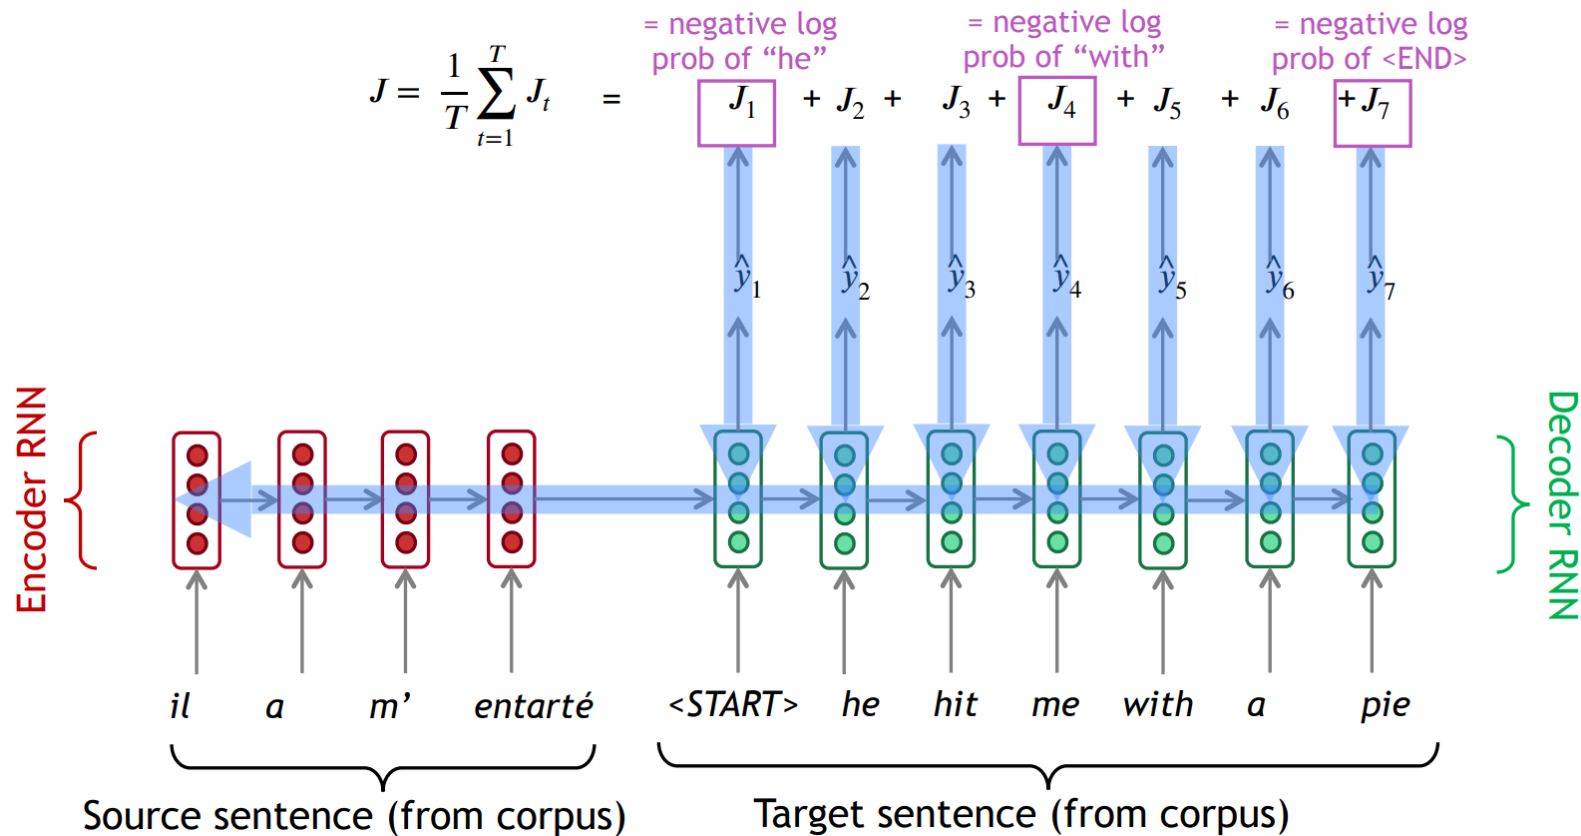 = negative log
prob of “he”
= negative log
prob of “with”
= negative log
prob of <END>
J = 1/T ∑_{t=1}^{T} J_t = J_1 + J_2 + J_3 + J_4 + J_5 + J_6 + J_7
ŷ_1 ŷ_2 ŷ_3 ŷ_4 ŷ_5 ŷ_6 ŷ_7
Encoder RNN
Decoder RNN
il a m’ entarté <START> he hit me with a pie
Source sentence (from corpus)
Target sentence (from corpus)